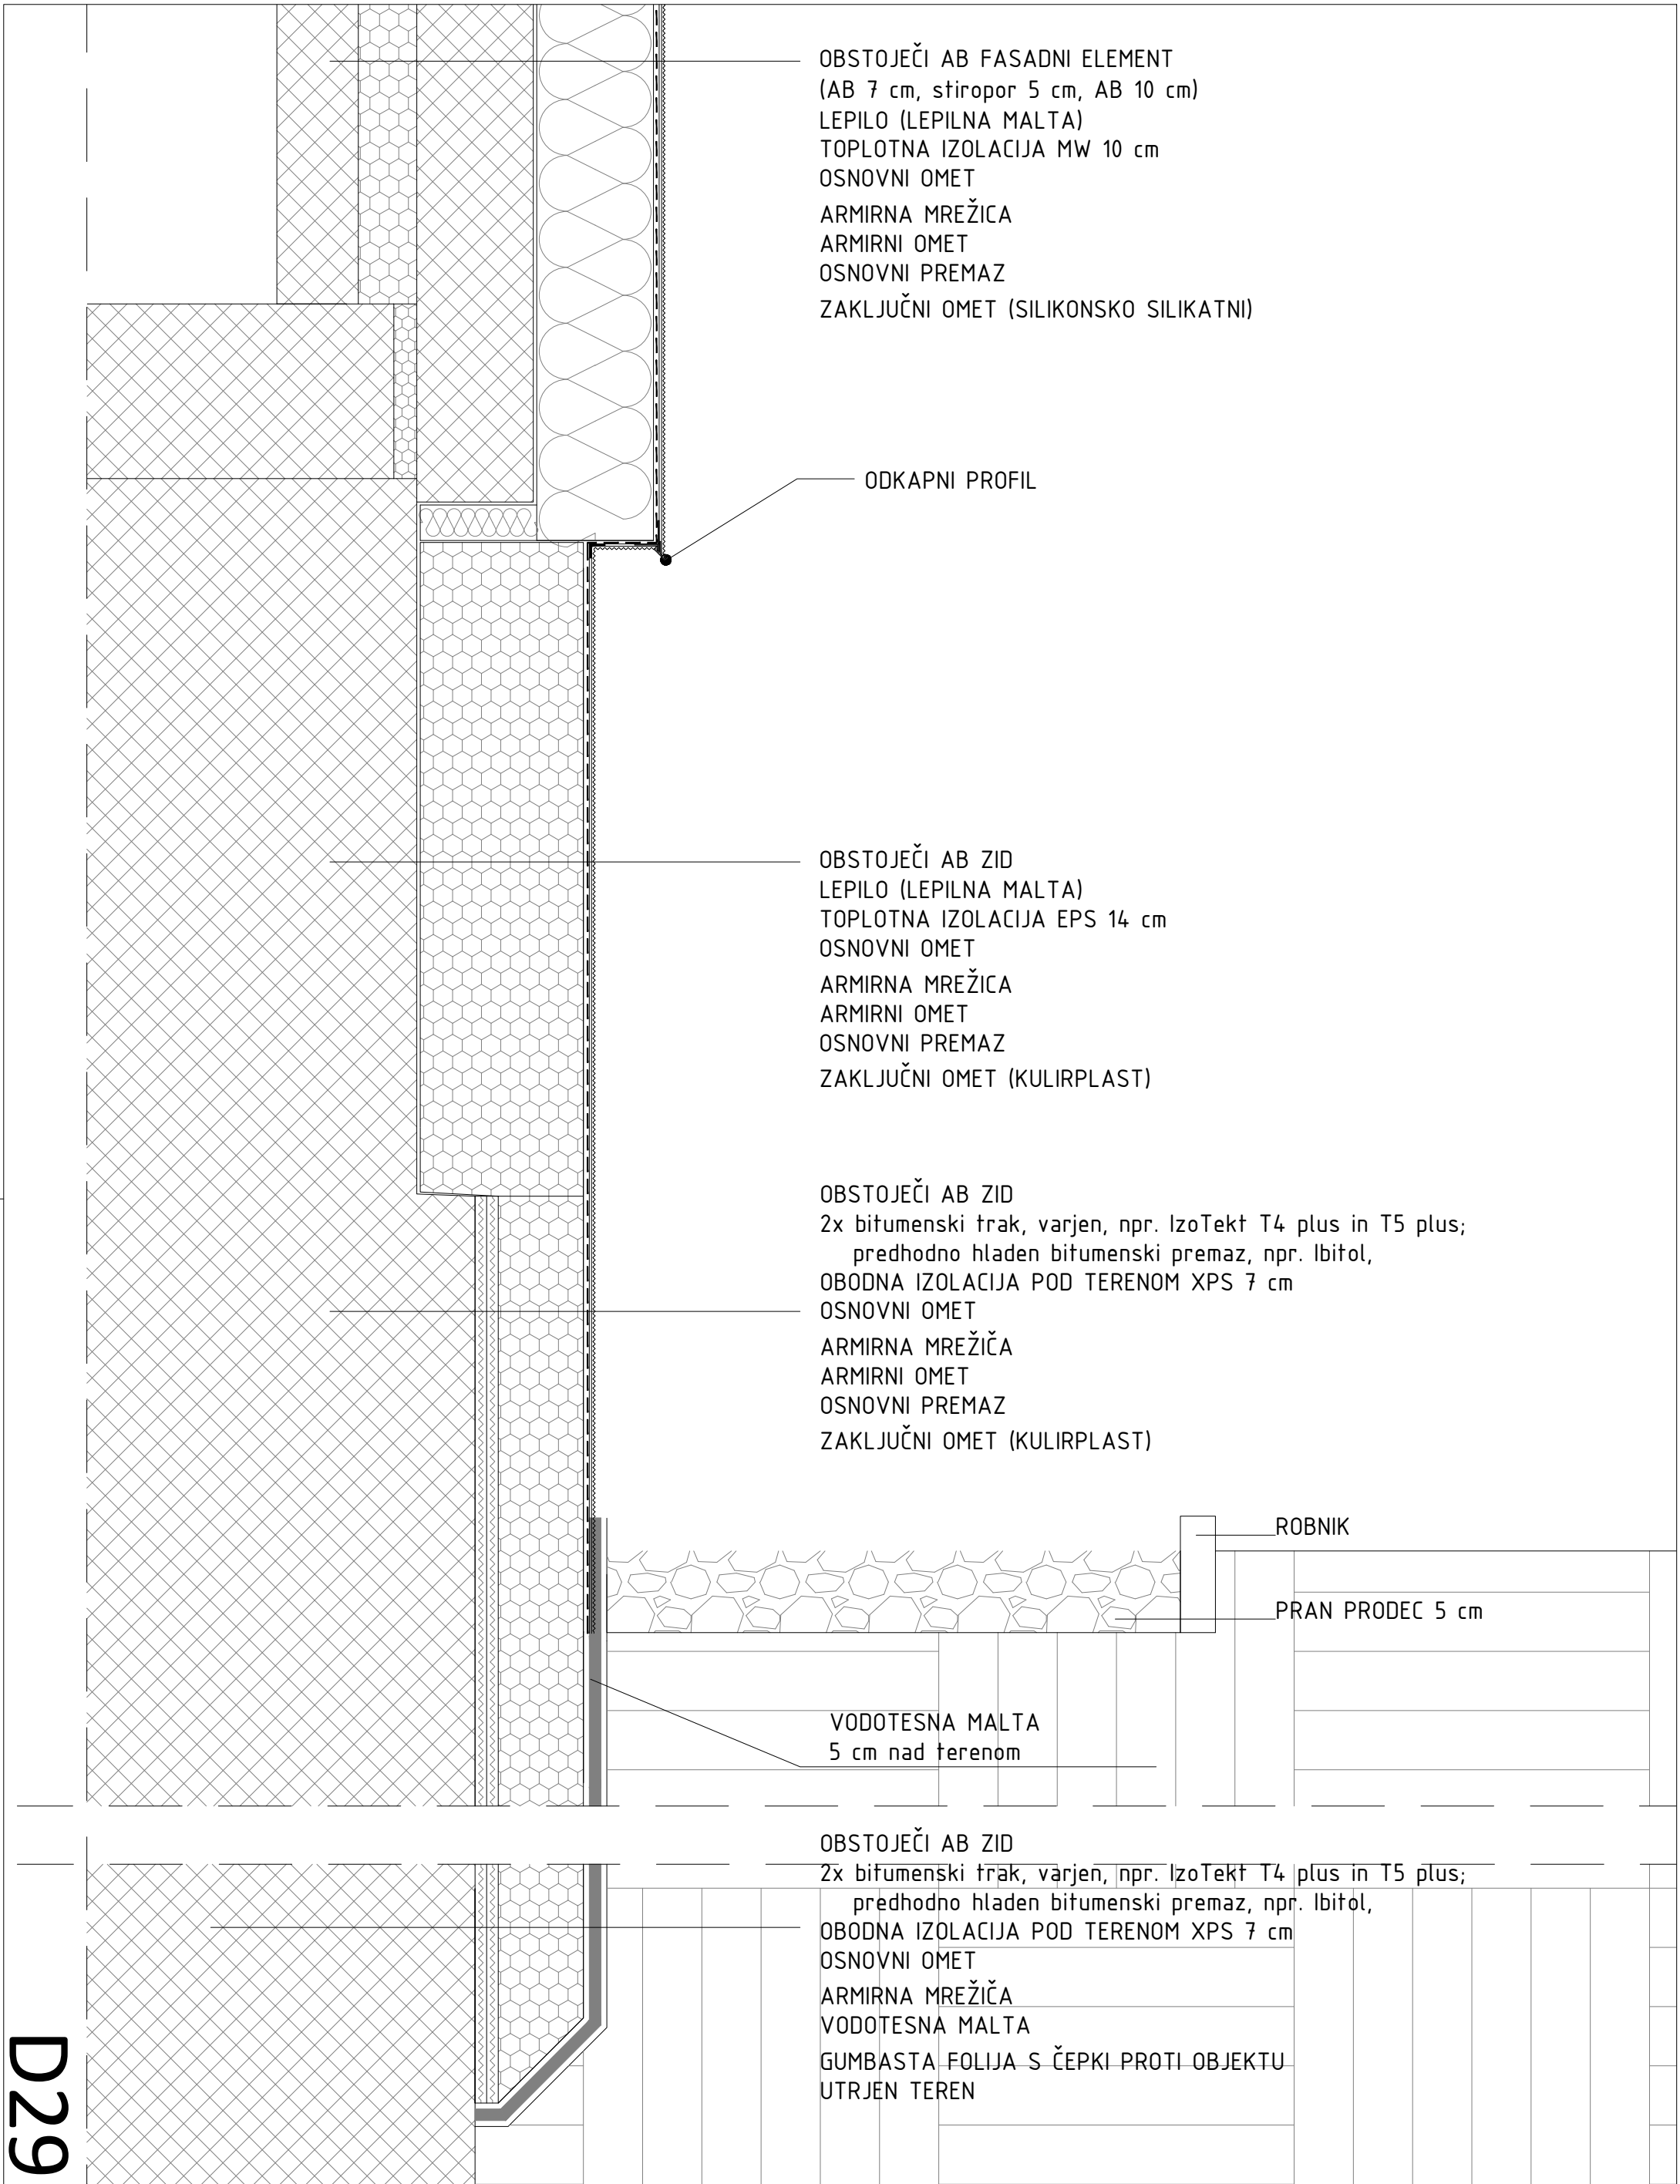 OBSTOJEČI AB FASADNI ELEMENT
(AB 7 cm, stiropor 5 cm, AB 10 cm)
LEPILO (LEPILNA MALTA)
TOPLOTNA IZOLACIJA MW 10 cm
OSNOVNI OMET
ARMIRNA MREŽICA
ARMIRNI OMET
OSNOVNI PREMAZ
ZAKLJUČNI OMET (SILIKONSKO SILIKATNI)
ODKAPNI PROFIL
OBSTOJEČI AB ZID
LEPILO (LEPILNA MALTA)
TOPLOTNA IZOLACIJA EPS 14 cm
OSNOVNI OMET
ARMIRNA MREŽICA
ARMIRNI OMET
OSNOVNI PREMAZ
ZAKLJUČNI OMET (KULIRPLAST)
OBSTOJEČI AB ZID
2x bitumenski trak, varjen, npr. IzoTekt T4 plus in T5 plus;
predhodno hladen bitumenski premaz, npr. Ibitol,
OBODNA IZOLACIJA POD TERENOM XPS 7 cm
OSNOVNI OMET
ARMIRNA MREŽIČA
ARMIRNI OMET
OSNOVNI PREMAZ
ZAKLJUČNI OMET (KULIRPLAST)
ROBNIK
PRAN PRODEC 5 cm
VODOTESNA MALTA
5 cm nad terenom
OBSTOJEČI AB ZID
2x bitumenski trak, varjen, npr. IzoTekt T4 plus in T5 plus;
predhodno hladen bitumenski premaz, npr. Ibitol,
OBODNA IZOLACIJA POD TERENOM XPS 7 cm
OSNOVNI OMET
ARMIRNA MREŽIČA
VODOTESNA MALTA
GUMBASTA FOLIJA S ČEPKI PROTI OBJEKTU
UTRJEN TEREN
D29